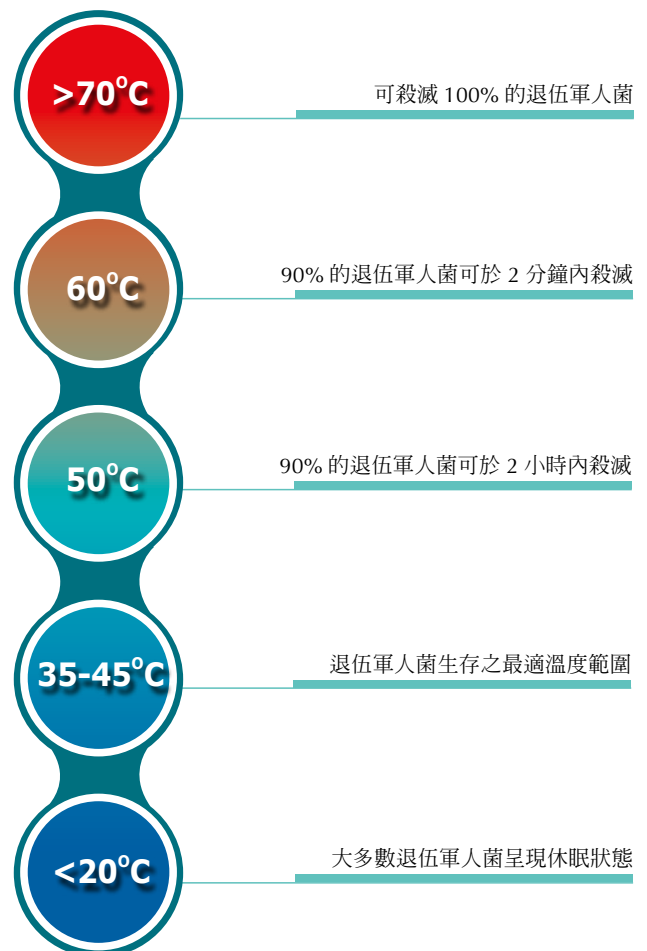 >70°C
可殺滅 100% 的退伍軍人菌
60°C
90% 的退伍軍人菌可於 2 分鐘內殺滅
50°C
90% 的退伍軍人菌可於 2 小時內殺滅
35-45°C
退伍軍人菌生存之最適溫度範圍
<20°C
大多數退伍軍人菌呈現休眠狀態